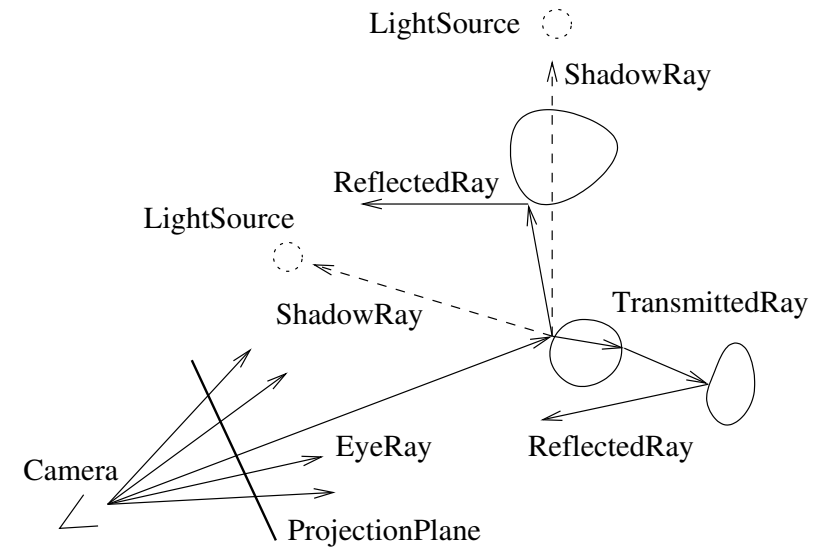 LightSource
ShadowRay
ReflectedRay
LightSource
TransmittedRay
ShadowRay
EyeRay
ReflectedRay
Camera
ProjectionPlane